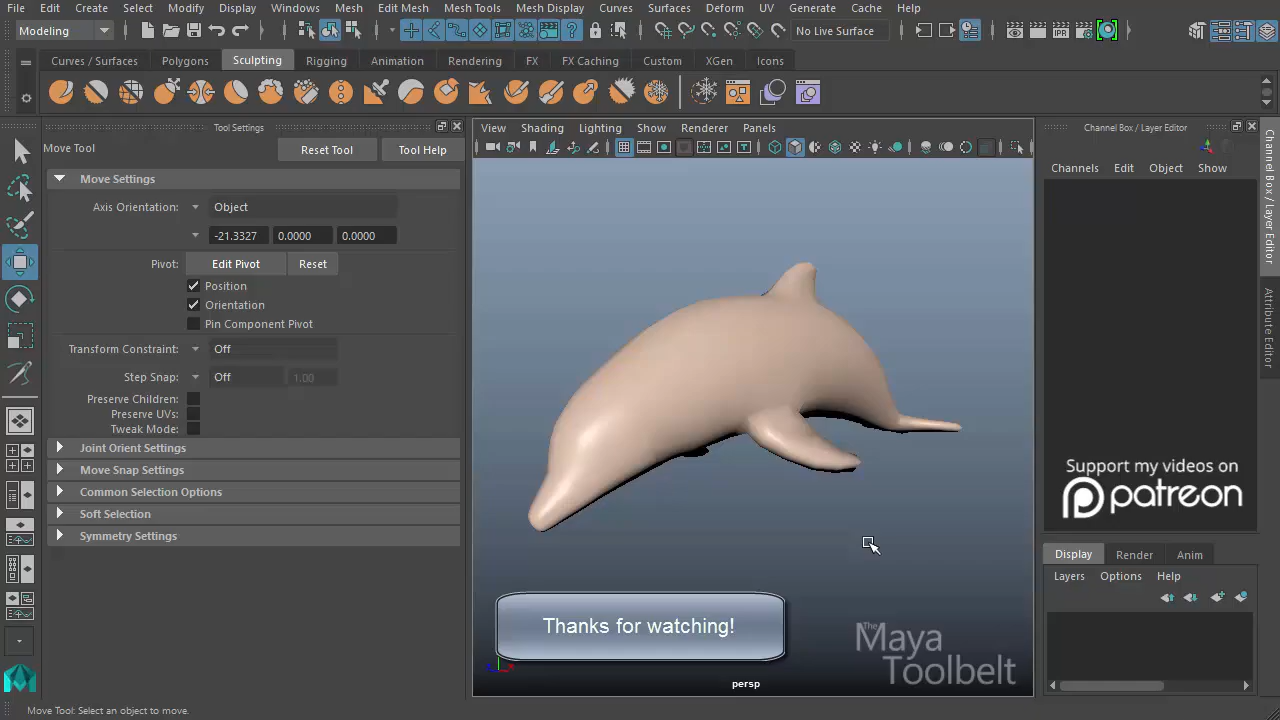 File Edit Create Select Modify Display Windows Mesh Edit Mesh Mesh Tools Mesh Display Curves Surfaces Deform UV Generate Cache Help
Modeling
No Live Surface
IPR
Curves / Surfaces Polygons Sculpting Rigging Animation Rendering FX FX Caching Custom XGen Icons
Tool Settings
Move Tool
Reset Tool
Tool Help
Move Settings
Axis Orientation: Object
-21.3327 0.0000 0.0000
Pivot: Edit Pivot Reset
Position
Orientation
Pin Component Pivot
Transform Constraint: Off
Step Snap: Off 1.00
Preserve Children:
Preserve UVs:
Tweak Mode:
Joint Orient Settings
Move Snap Settings
Common Selection Options
Soft Selection
Symmetry Settings
View Shading Lighting Show Renderer Panels
Thanks for watching!
The
Maya
Toolbelt
persp
Channel Box / Layer Editor
Channels Edit Object Show
Support my videos on
patreon
Display Render Anim
Layers Options Help
Channel Box / Layer Editor
Attribute Editor
Move Tool: Select an object to move.